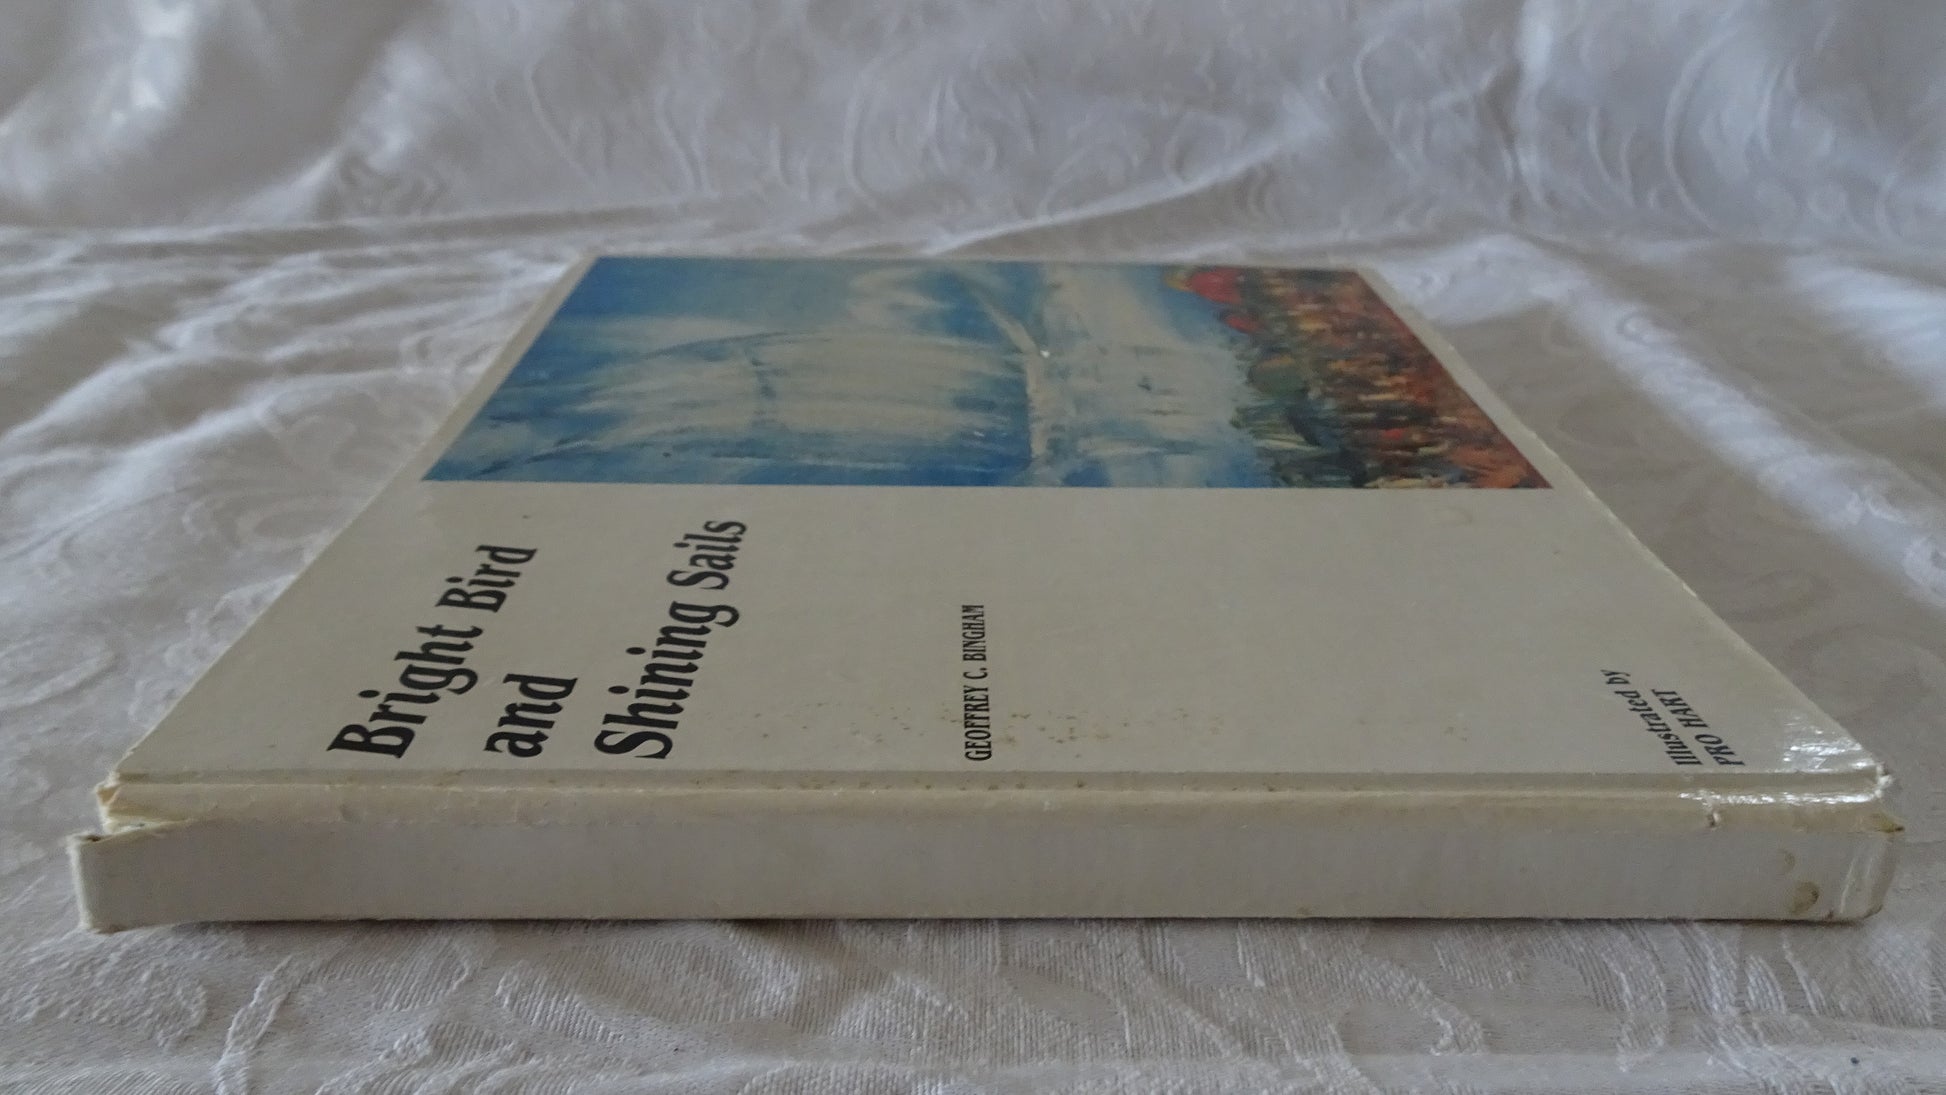 Bright Bird
and
Shining Sails
GEOFFREY C. BINGHAM
Illustrated by
PRO HART